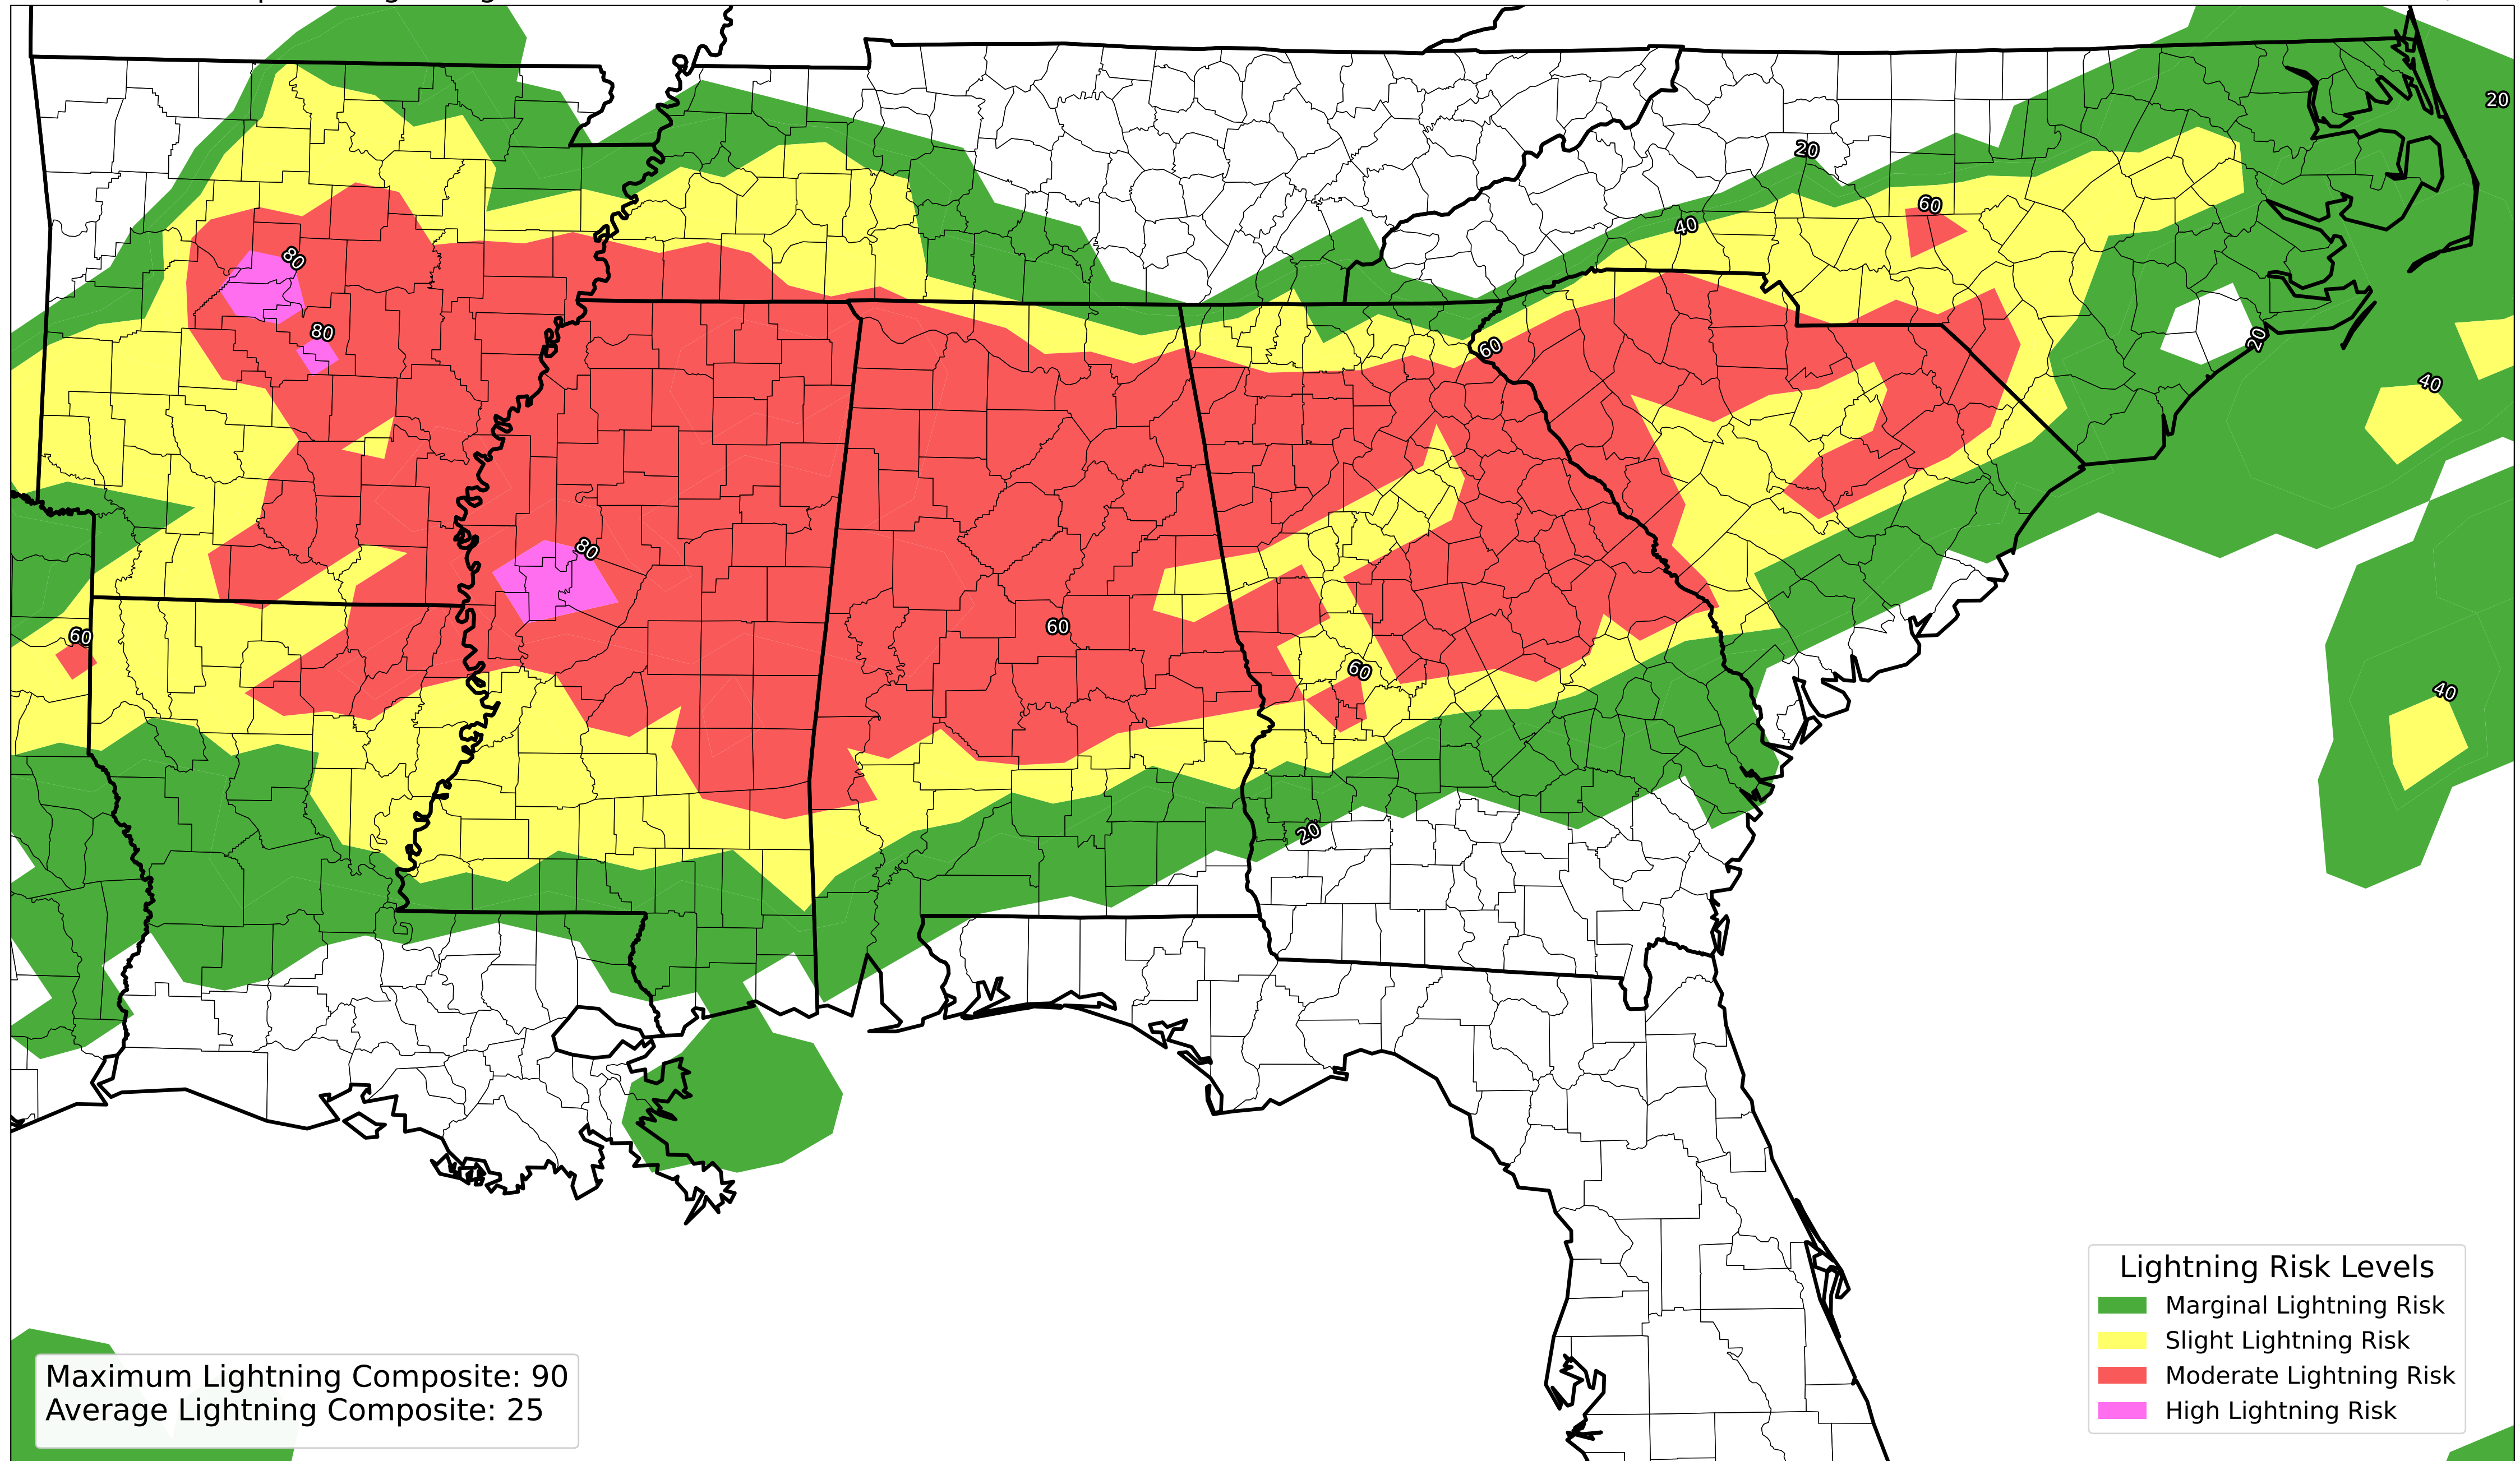 20
20
60
40
80
80
60
20
40
80
60
60
60
40
20
Lightning Risk Levels
Marginal Lightning Risk
Slight Lightning Risk
Moderate Lightning Risk
High Lightning Risk
Maximum Lightning Composite: 90
Average Lightning Composite: 25